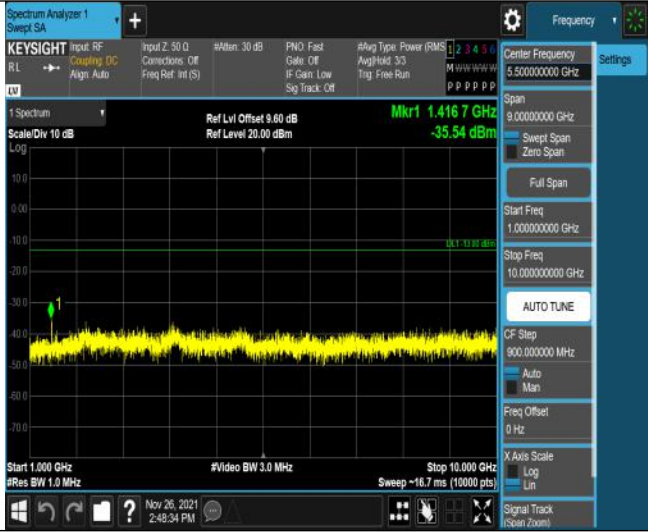 Spectrum Analyzer 1
Swept SA
+
Frequency
KEYSIGHT
RL
Input: RF
Coupling: DC
Align: Auto
Input Z: 50 Ω
Corrections: Off
Freq Ref: Int (S)
#Atten: 30 dB
PNO: Fast
Gate: Off
IF Gain: Low
Sig Track: Off
#Avg Type: Power (RMS
Avg|Hold: 3/3
Trig: Free Run
1 2 3 4 5 6
M W W W W W
P P P P P P
LV
1 Spectrum
Scale/Div 10 dB
Log
Ref Lvl Offset 9.60 dB
Ref Level 20.00 dBm
Mkr1 1.416 7 GHz
-35.54 dBm
10.0
0.00
-10.0
DL1 -13.00 dBm
-20.0
-30.0
1
-40.0
-50.0
-60.0
-70.0
Start 1.000 GHz
#Res BW 1.0 MHz
#Video BW 3.0 MHz
Stop 10.000 GHz
Sweep ~16.7 ms (10000 pts)
Nov 26, 2021
2:48:34 PM
?
Center Frequency
5.500000000 GHz
Settings
Span
9.00000000 GHz
Swept Span
Zero Span
Full Span
Start Freq
1.000000000 GHz
Stop Freq
10.000000000 GHz
AUTO TUNE
CF Step
900.000000 MHz
Auto
Man
Freq Offset
0 Hz
X Axis Scale
Log
Lin
Signal Track
(Span Zoom)